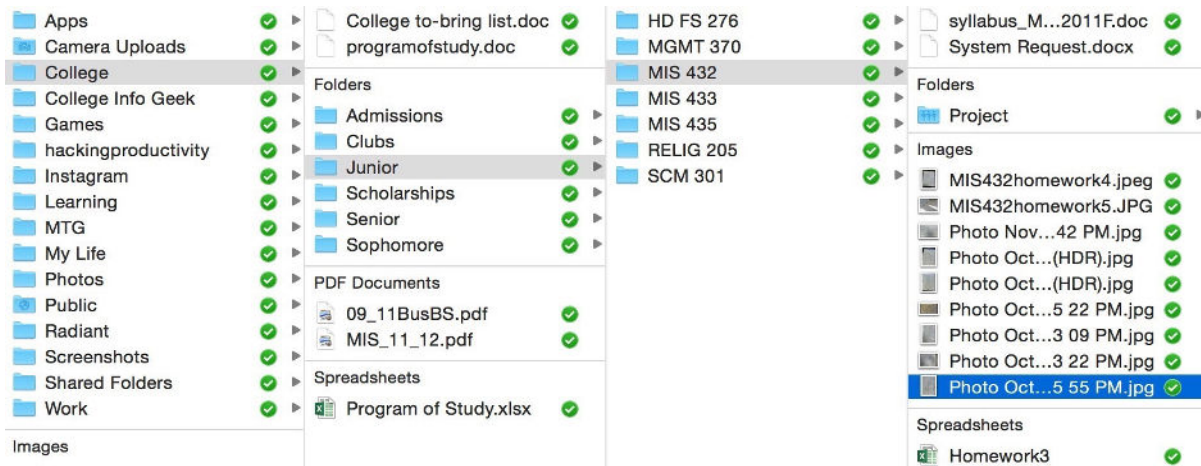 Apps
Camera Uploads
College
College Info Geek
Games
hackingproductivity
Instagram
Learning
MTG
My Life
Photos
Public
Radiant
Screenshots
Shared Folders
Work
Images
College to-bring list.doc
programofstudy.doc
Folders
Admissions
Clubs
Junior
Scholarships
Senior
Sophomore
PDF Documents
09_11BusBS.pdf
MIS_11_12.pdf
Spreadsheets
Program of Study.xlsx
HD FS 276
MGMT 370
MIS 432
MIS 433
MIS 435
RELIG 205
SCM 301
syllabus_M...2011F.doc
System Request.docx
Folders
Project
Images
MIS432homework4.jpeg
MIS432homework5.JPG
Photo Nov...42 PM.jpg
Photo Oct...(HDR).jpg
Photo Oct...(HDR).jpg
Photo Oct...5 22 PM.jpg
Photo Oct...3 09 PM.jpg
Photo Oct...3 22 PM.jpg
Photo Oct...5 55 PM.jpg
Spreadsheets
Homework3